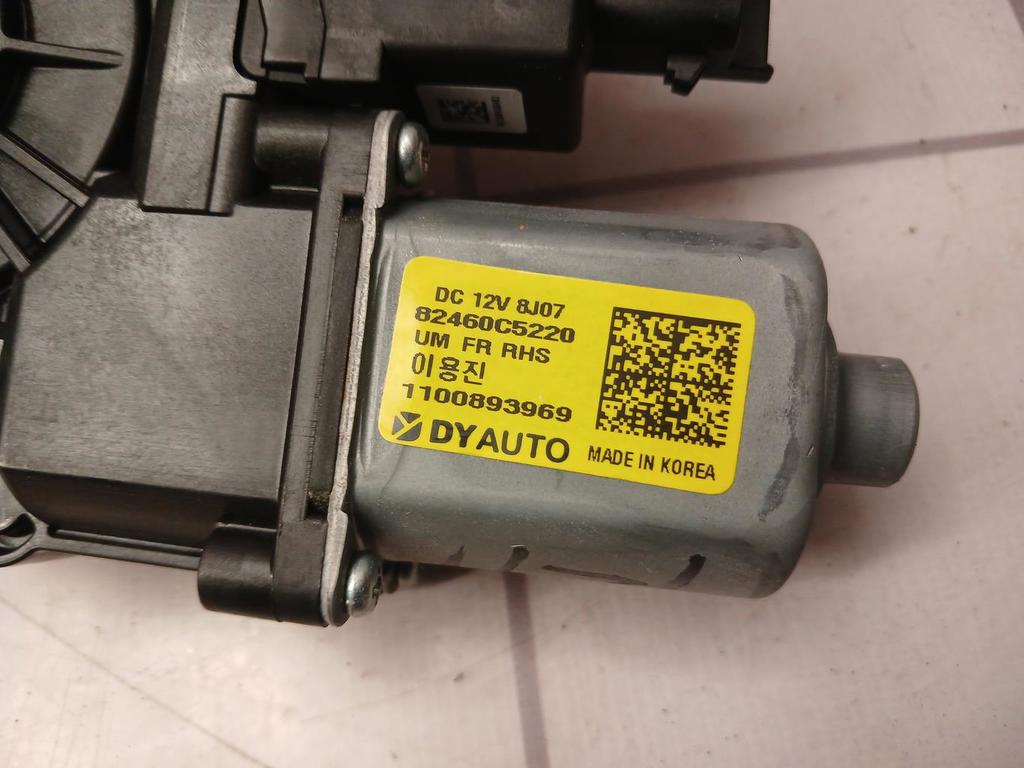 DC 12V 8J07
82460C5220
UM FR RHS
이용진
1100893969
DYAUTO
MADE IN KOREA